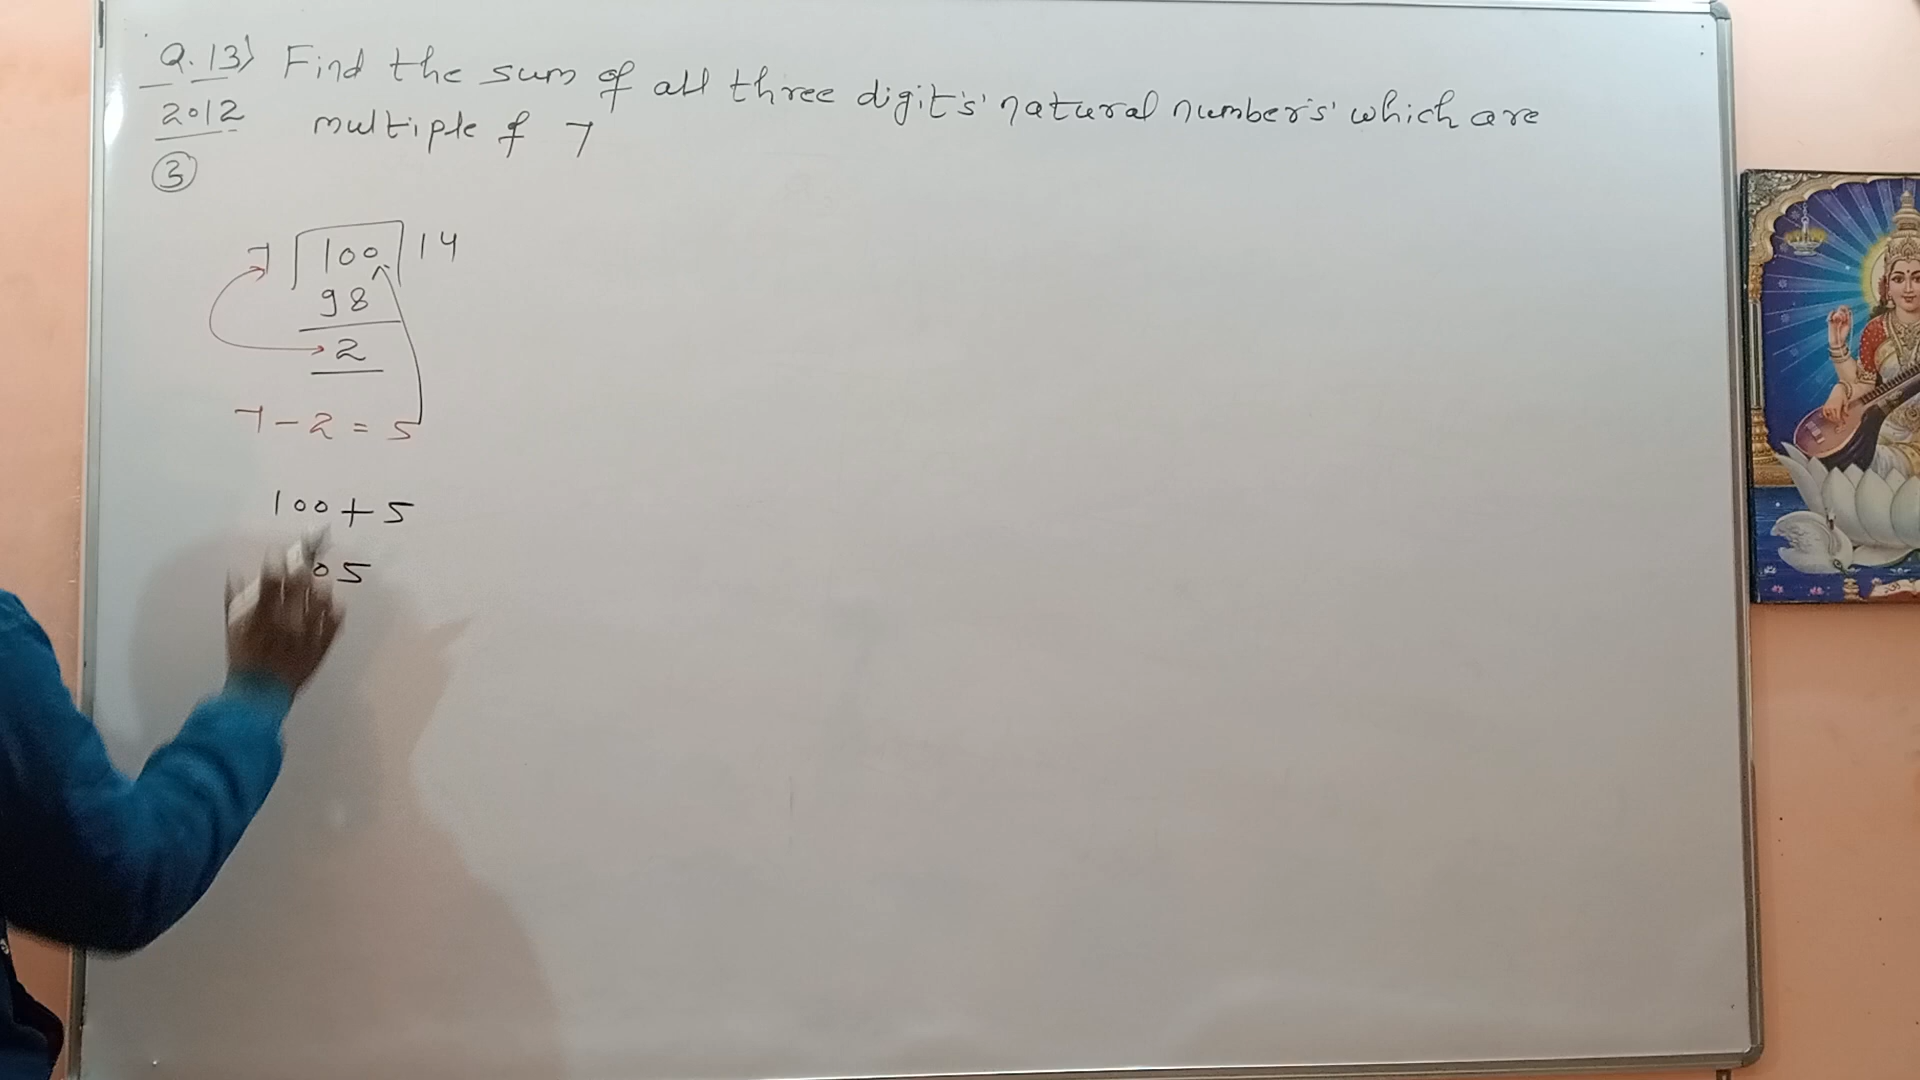 Q.13) Find the sum of all three digit's' natural number's' which are
2012 multiple of 7
3
7 100 14
98
2
7 - 2 = 5
100 + 5
05